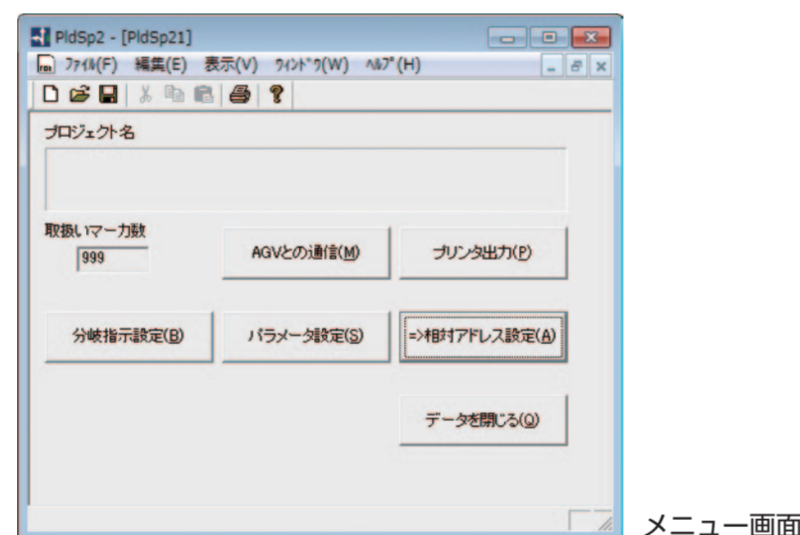 PldSp2 - [PldSp21]
ﾌｧｲﾙ(F) 編集(E) 表示(V) ｳｨﾝﾄﾞｳ(W) ﾍﾙﾌﾟ(H)
プロジェクト名
取扱いマーカ数
999
AGVとの通信(M)
プリンタ出力(P)
分岐指示設定(B)
パラメータ設定(S)
=>相対アドレス設定(A)
データを閉じる(Q)
メニュー画面